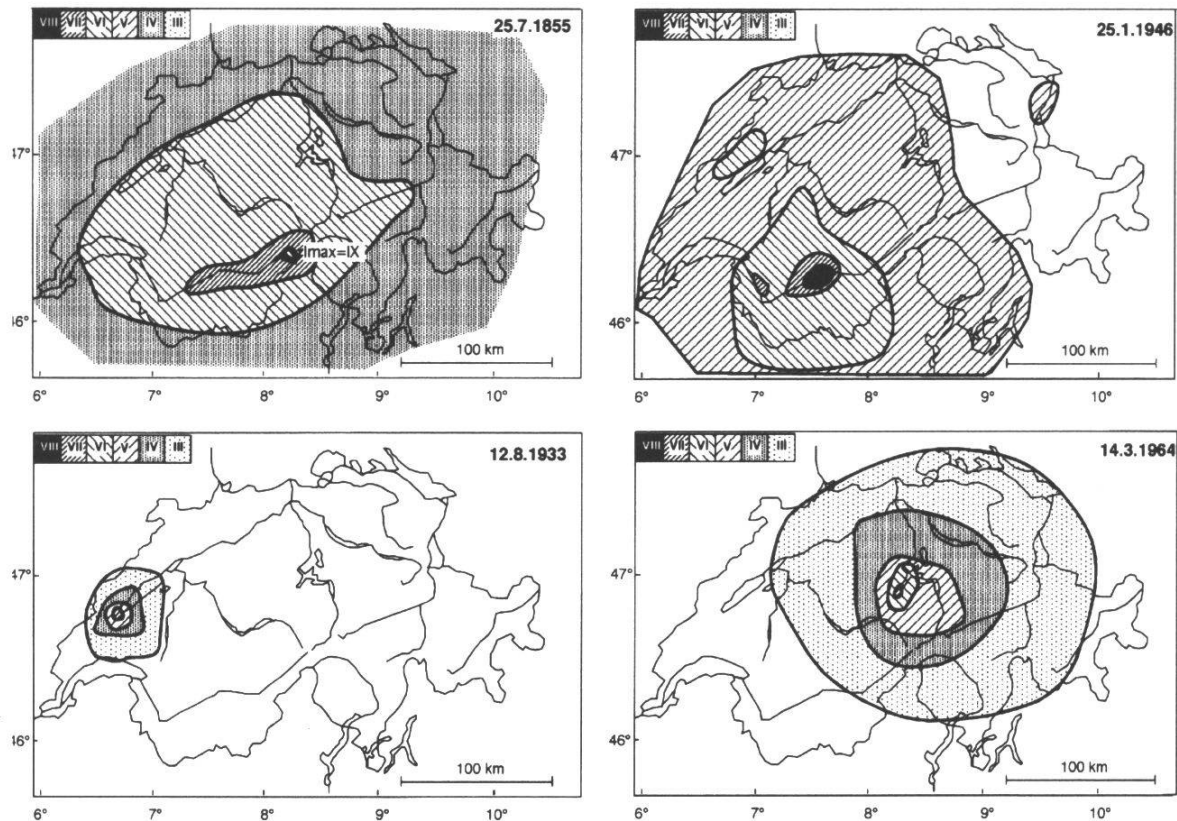 VIII VII VI V IV III 25.7.1855
47°
Imax=IX
46°
100 km
6° 7° 8° 9° 10°
VIII VII VI V IV III 25.1.1946
47°
46°
100 km
6° 7° 8° 9° 10°
VIII VII VI V IV III 12.8.1933
47°
46°
100 km
6° 7° 8° 9° 10°
VIII VII VI V IV III 14.3.1964
47°
46°
100 km
6° 7° 8° 9° 10°